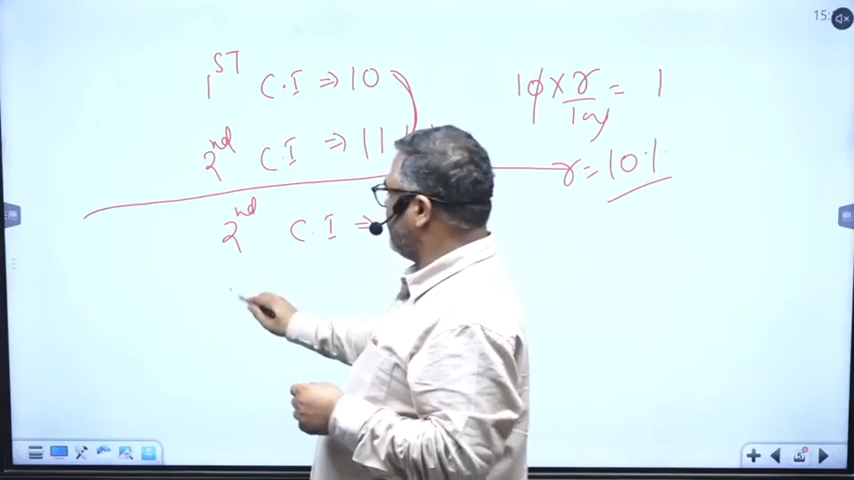 1ST C.I ⇒ 10
2nd C.I ⇒ 11
2nd C.I ⇒
10 × r/100 = 1
r = 10%
15: